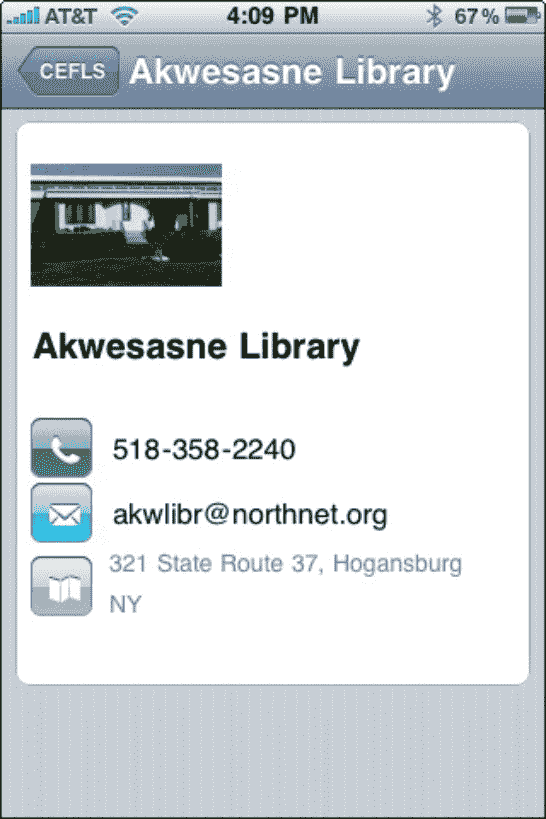 AT&T 4:09 PM 67%
CEFLS Akwesasne Library
Akwesasne Library
518-358-2240
akwlibr@northnet.org
321 State Route 37, Hogansburg
NY